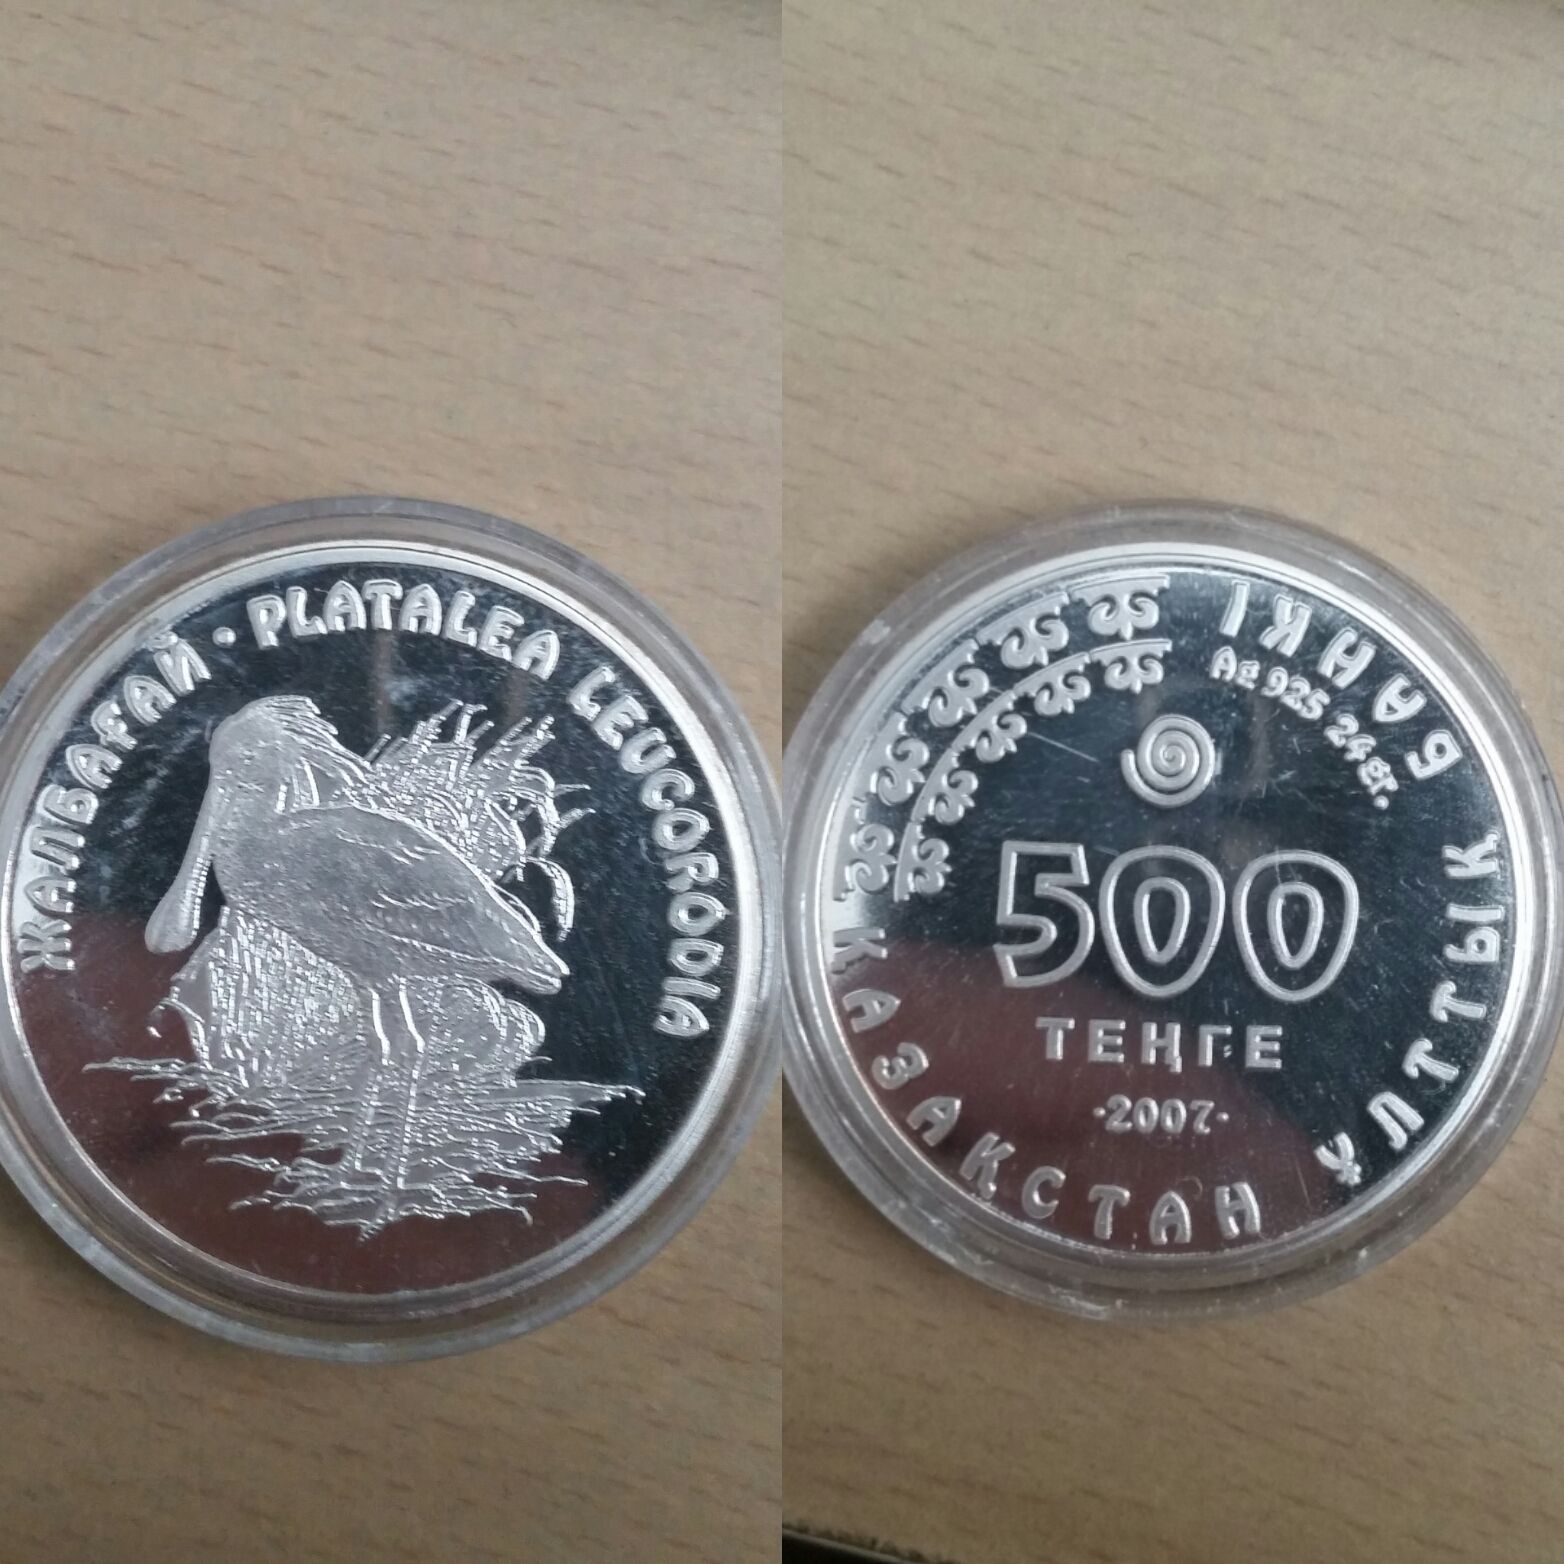 ЖАЛБАҒАЙ · PLATALEA LEUCORODIA
ҚАЗАҚСТАН ҰЛТТЫҚ БАНКІ
Ag 925 24 gr.
500
ТЕҢГЕ
·2007·